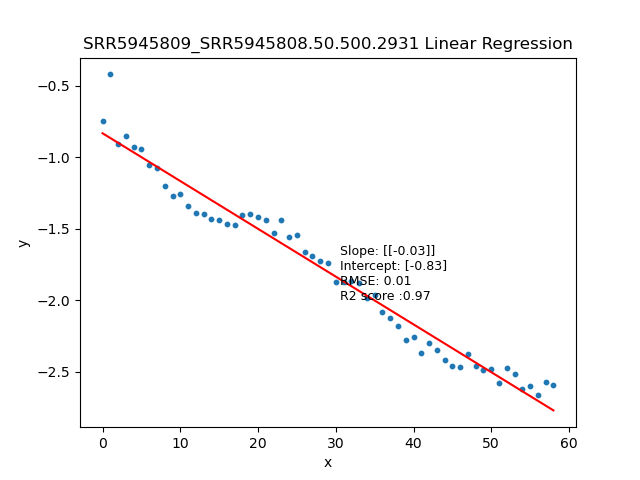 SRR5945809_SRR5945808.50.500.2931 Linear Regression
−0.5
−1.0
−1.5
−2.0
−2.5
y
Slope: [[-0.03]]
Intercept: [-0.83]
RMSE: 0.01
R2 score :0.97
0 10 20 30 40 50 60
x